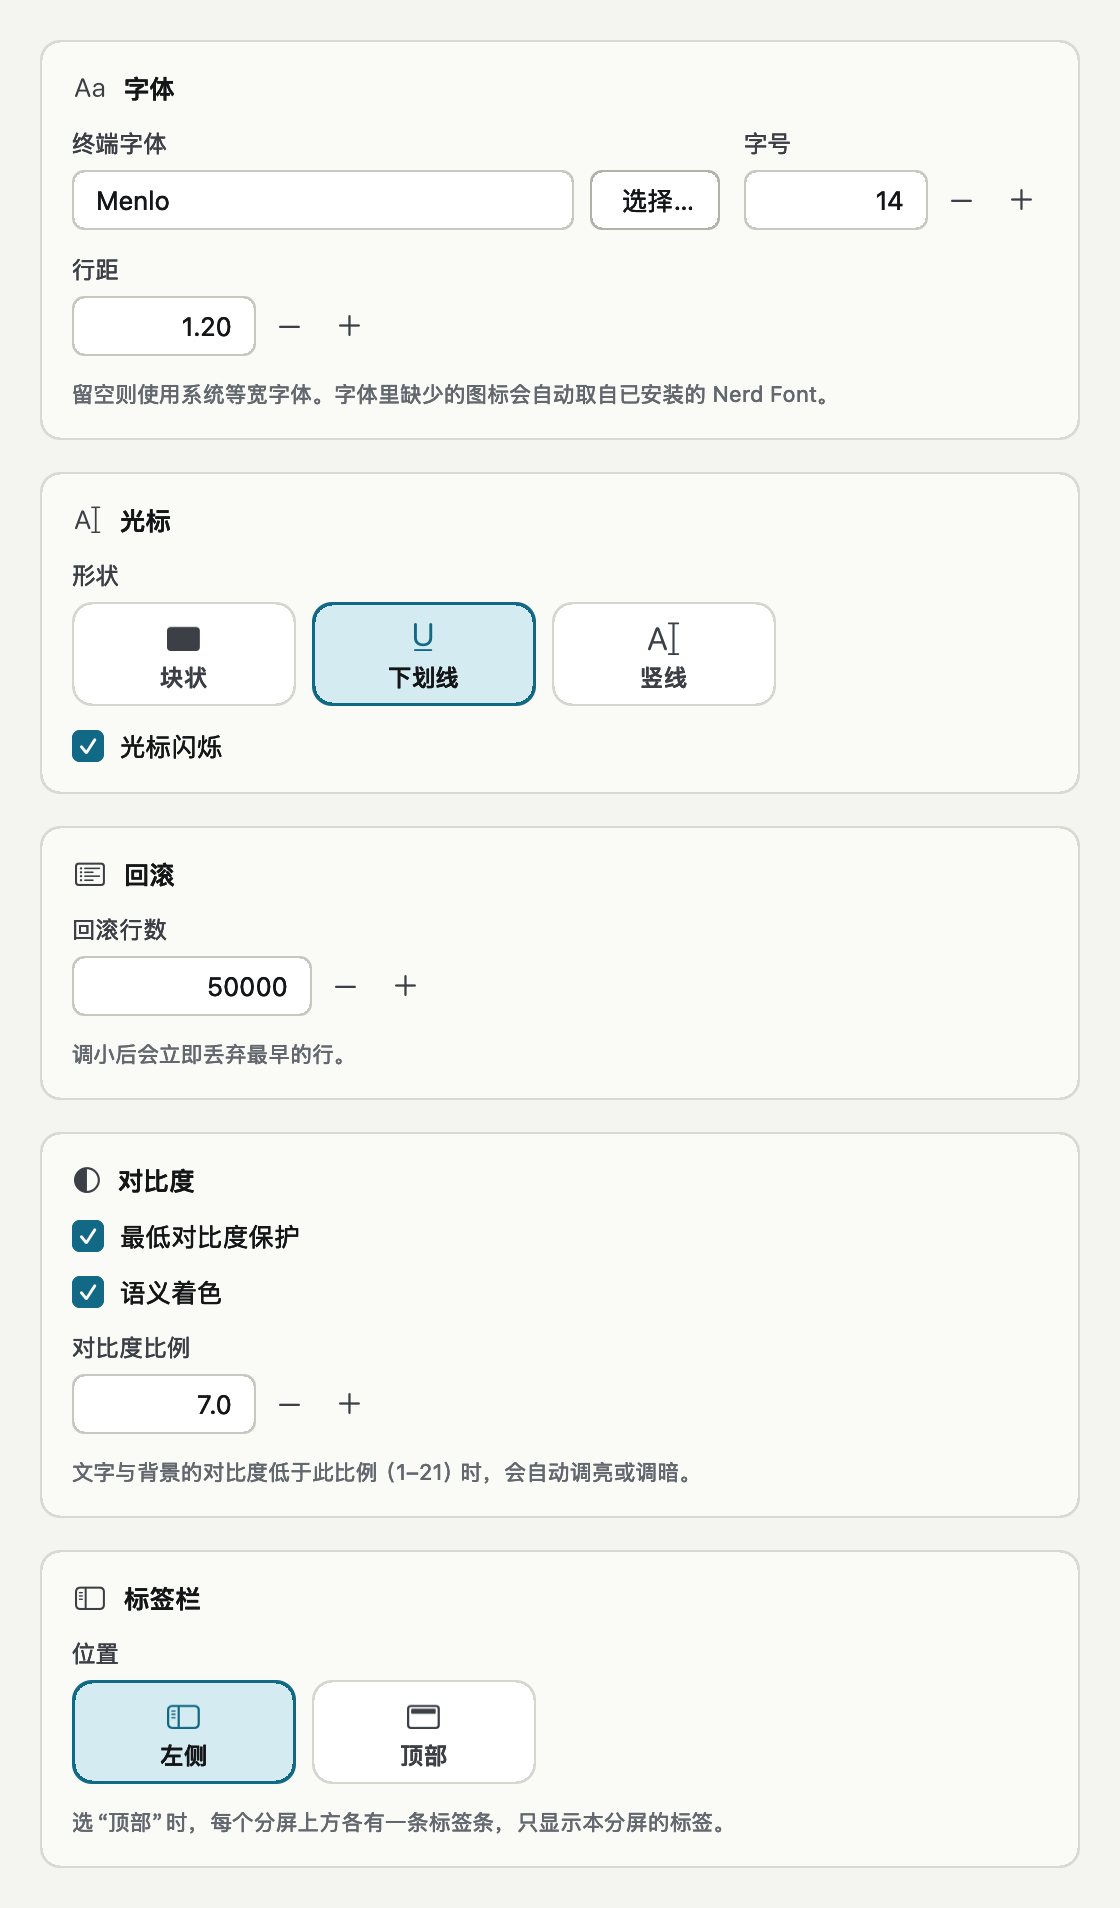 Aa 字体
终端字体 字号
Menlo 选择... 14 − +
行距
1.20 − +
留空则使用系统等宽字体。字体里缺少的图标会自动取自已安装的 Nerd Font。
A 光标
形状
U A
块状 下划线 竖线
光标闪烁
回滚
回滚行数
50000 − +
调小后会立即丢弃最早的行。
对比度
最低对比度保护
语义着色
对比度比例
7.0 − +
文字与背景的对比度低于此比例（1–21）时，会自动调亮或调暗。
标签栏
位置
左侧 顶部
选“顶部”时，每个分屏上方各有一条标签条，只显示本分屏的标签。